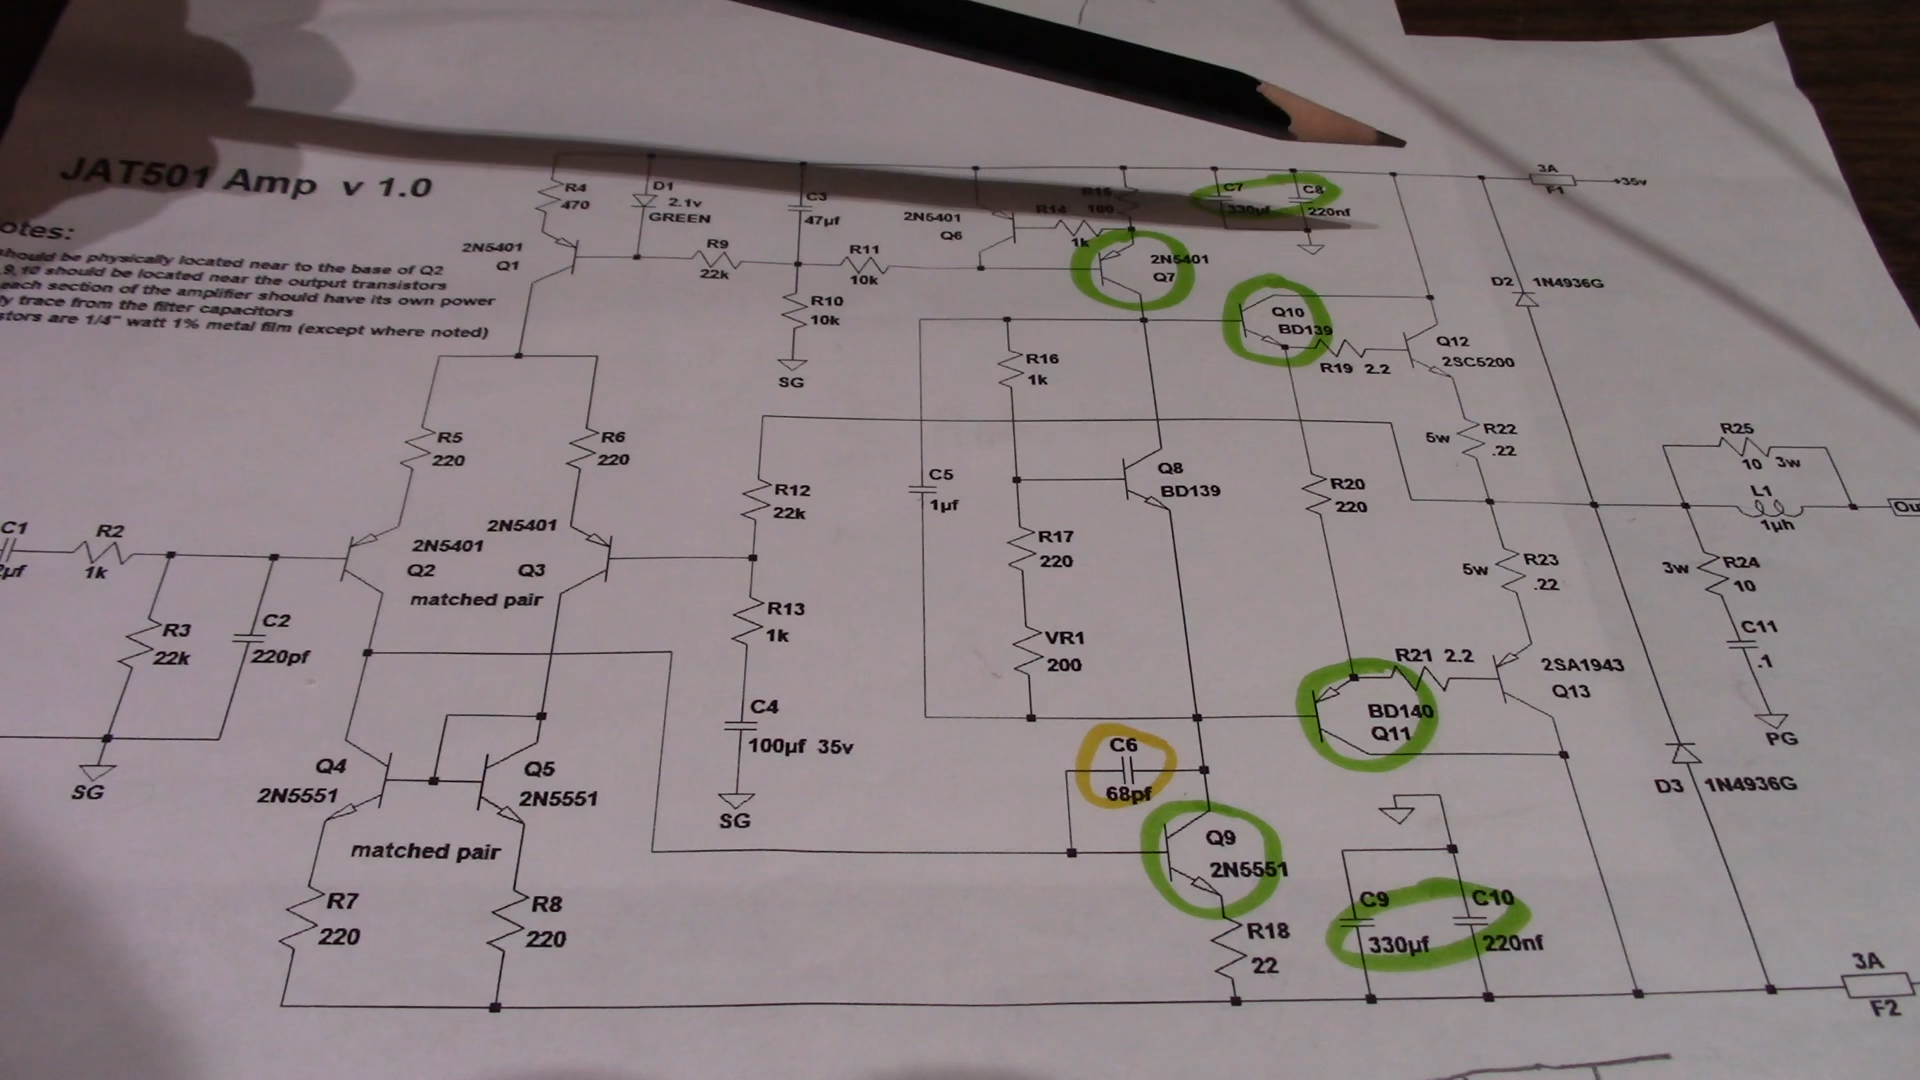 JAT501 Amp v 1.0
otes:
should be physically located near to the base of Q2
9, 10 should be located near the output transistors
each section of the amplifier should have its own power
ly trace from the filter capacitors
stors are 1/4" watt 1% metal film (except where noted)
R4
470
D1
2.1v
GREEN
C3
47µf
2N5401
Q1
R9
22k
R11
10k
R10
10k
SG
2N5401
Q6
R14
1k
R15
100
C7
330µf
C8
220nf
3A
F1
+35v
2N5401
Q7
Q10
BD139
R19 2.2
Q12
2SC5200
D2 1N4936G
R16
1k
R5
220
R6
220
R12
22k
C5
1µf
Q8
BD139
R20
220
5w
R22
.22
R25
10 3w
L1
1µh
Ou
C1
2µf
R2
1k
2N5401
Q2
2N5401
Q3
matched pair
R17
220
5w
R23
.22
3w
R24
10
R3
22k
C2
220pf
R13
1k
VR1
200
R21 2.2
2SA1943
Q13
C11
.1
PG
C4
100µf 35v
SG
BD140
Q11
C6
68pf
D3 1N4936G
SG
Q4
2N5551
Q5
2N5551
matched pair
Q9
2N5551
R7
220
R8
220
R18
22
C9
330µf
C10
220nf
3A
F2